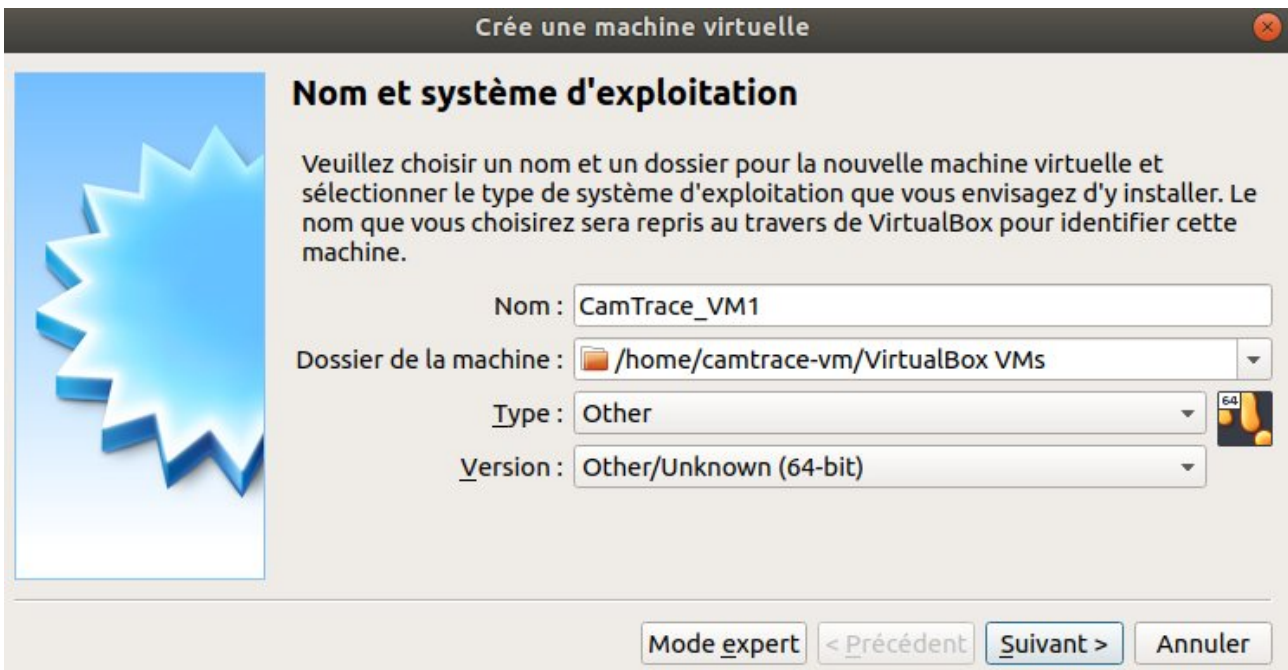 Crée une machine virtuelle
Nom et système d'exploitation
Veuillez choisir un nom et un dossier pour la nouvelle machine virtuelle et
sélectionner le type de système d'exploitation que vous envisagez d'y installer. Le
nom que vous choisirez sera repris au travers de VirtualBox pour identifier cette
machine.
Nom : CamTrace_VM1
Dossier de la machine : /home/camtrace-vm/VirtualBox VMs
Type : Other
64
Version : Other/Unknown (64-bit)
Mode expert < Précédent Suivant > Annuler